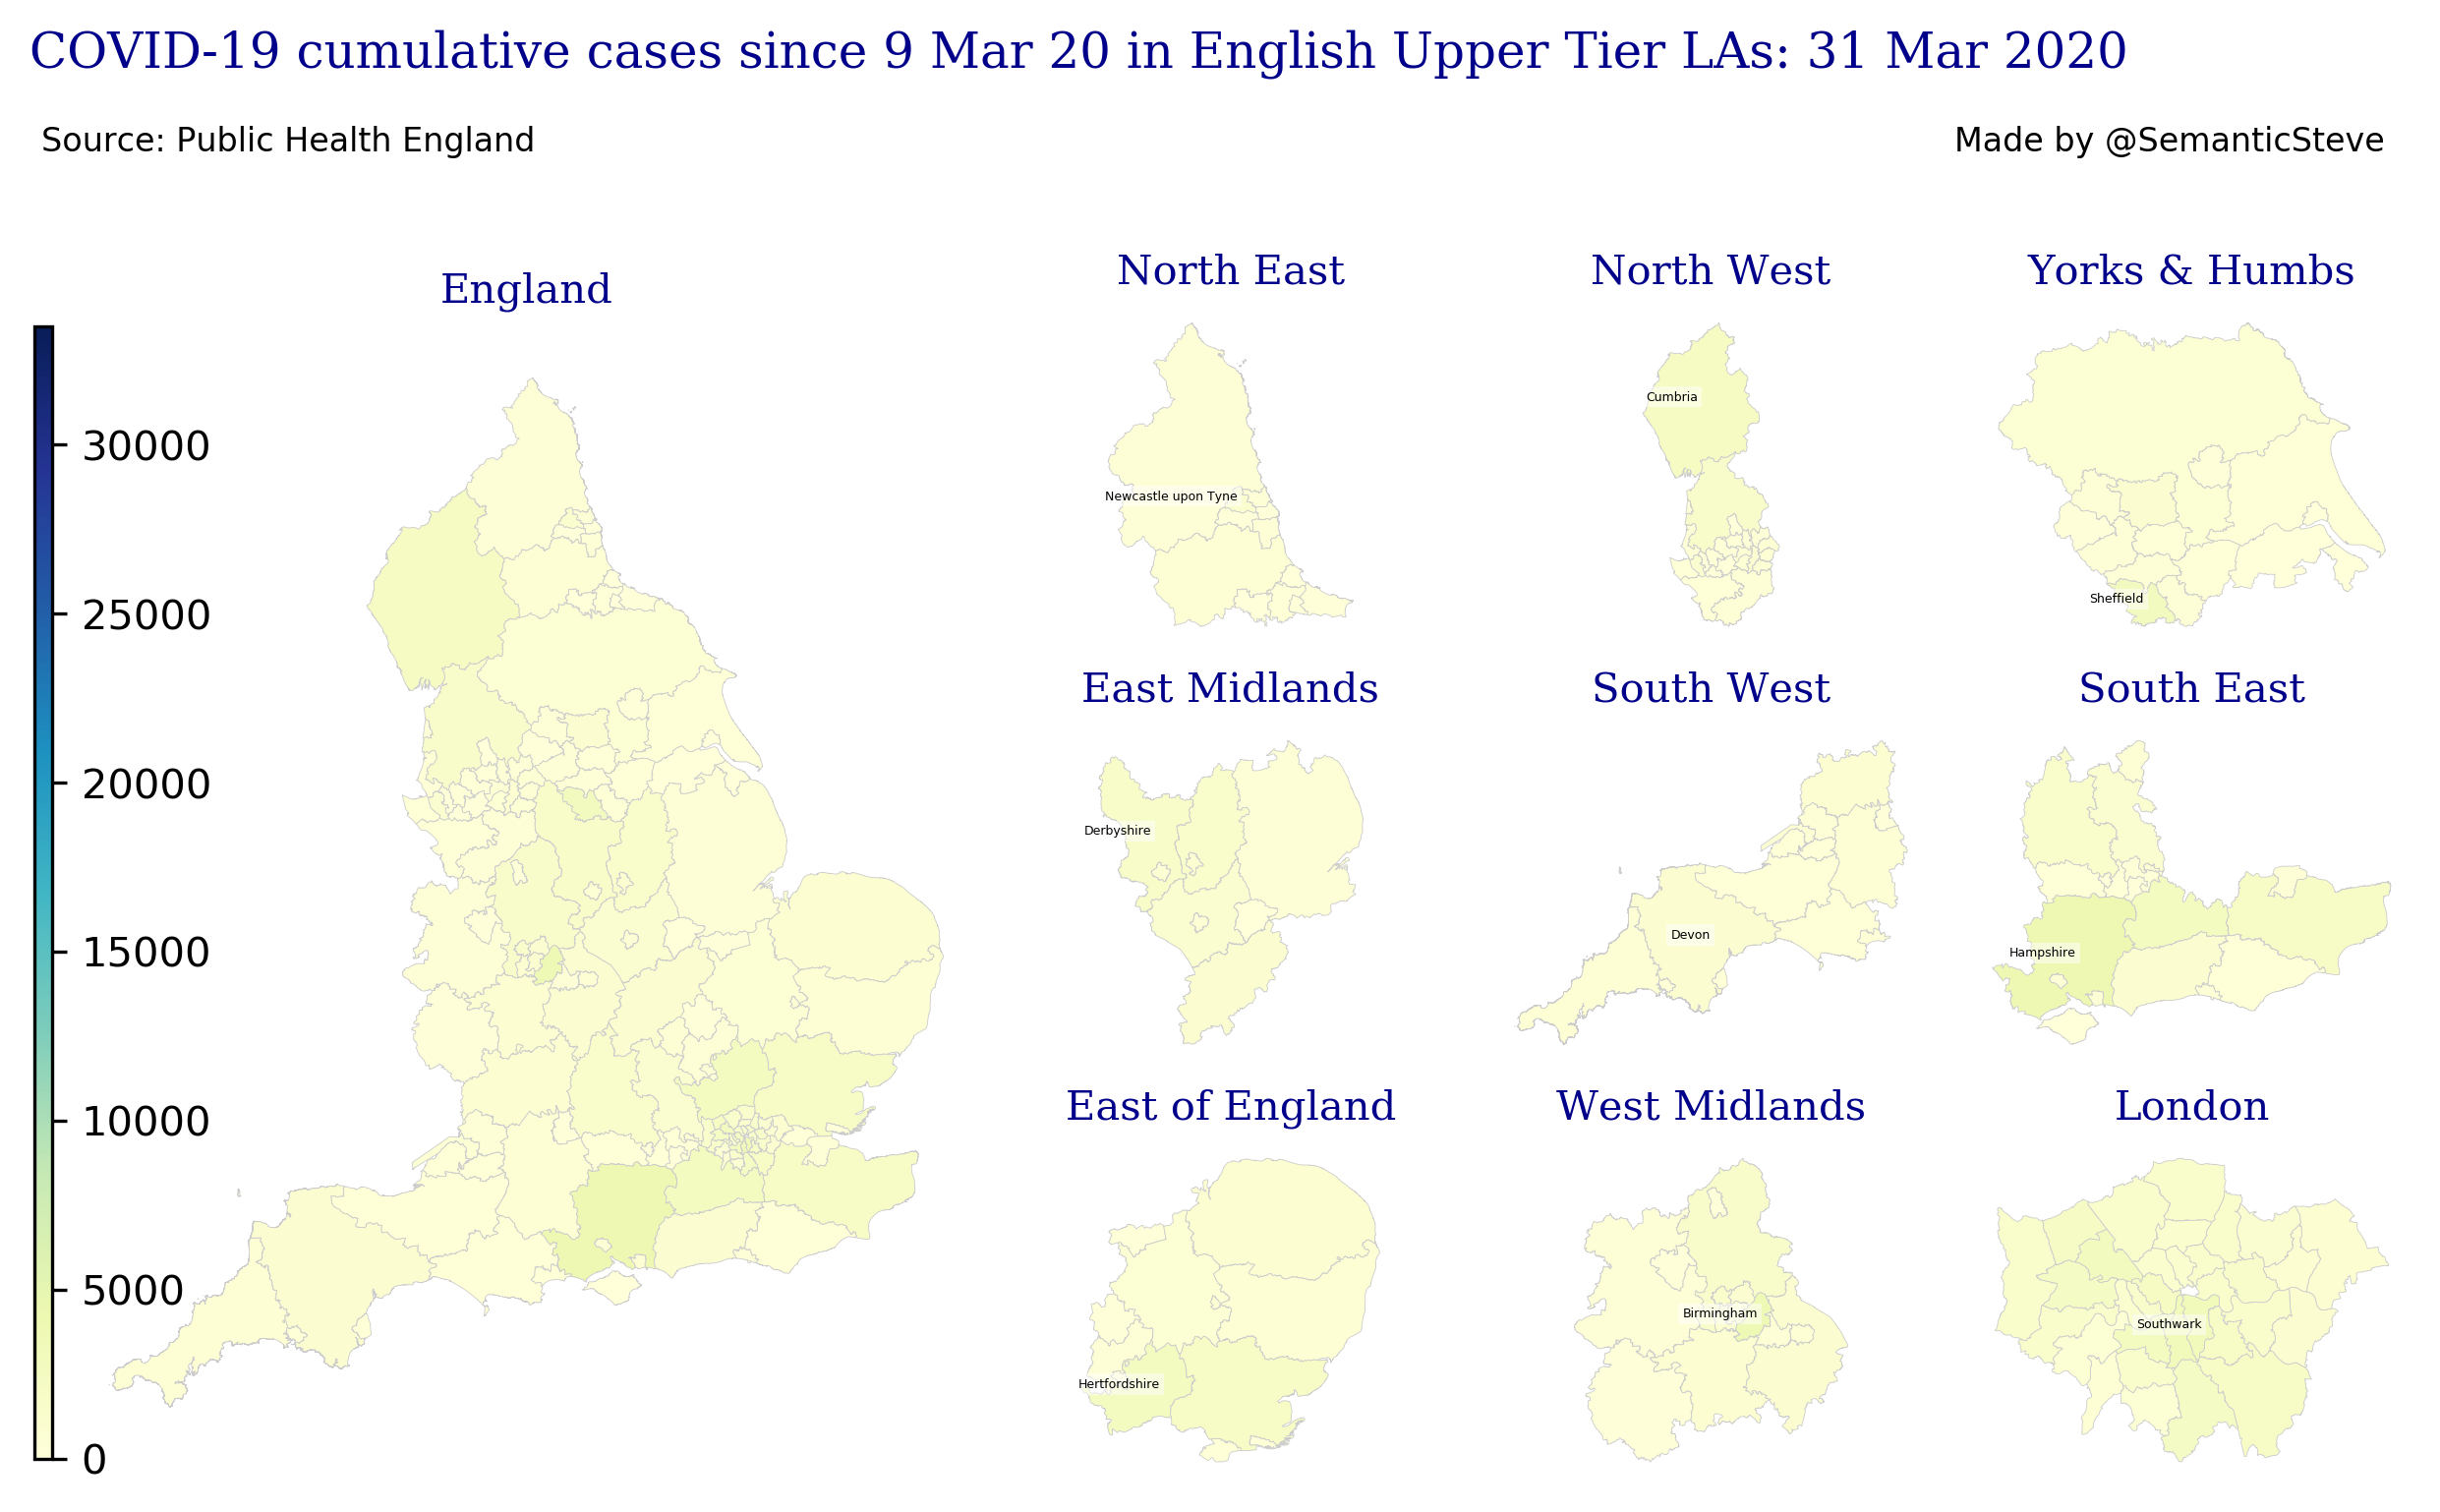 COVID-19 cumulative cases since 9 Mar 20 in English Upper Tier LAs: 31 Mar 2020
Source: Public Health England
Made by @SemanticSteve
England
30000
25000
20000
15000
10000
5000
0
North East
Newcastle upon Tyne
North West
Cumbria
Yorks & Humbs
Sheffield
East Midlands
Derbyshire
South West
Devon
South East
Hampshire
East of England
Hertfordshire
West Midlands
Birmingham
London
Southwark